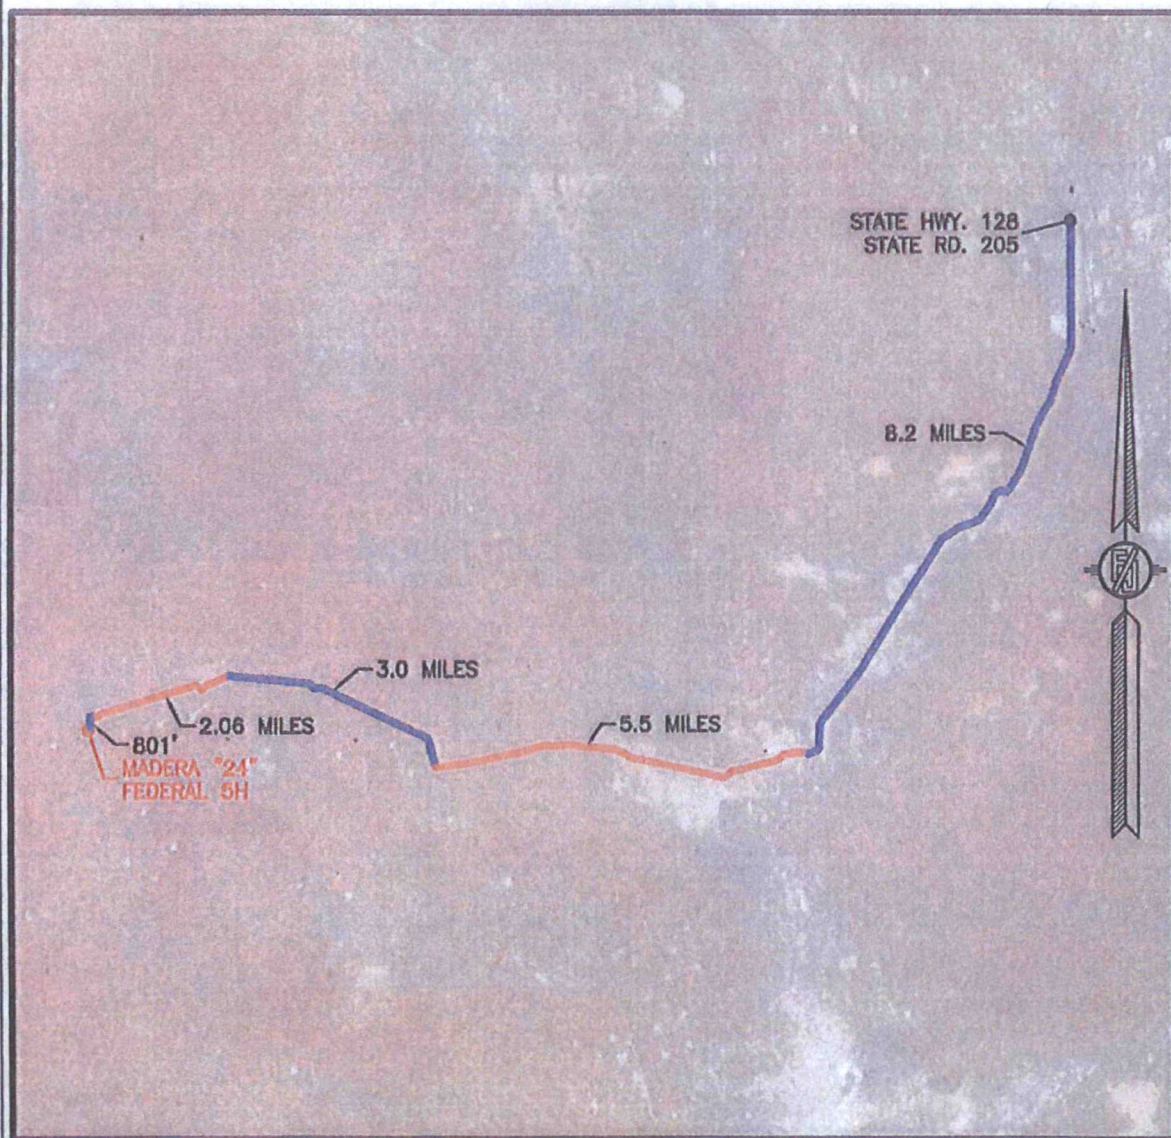 STATE HWY. 128
STATE RD. 205
8.2 MILES
3.0 MILES
5.5 MILES
2.06 MILES
801'
MADERA "24"
FEDERAL 5H